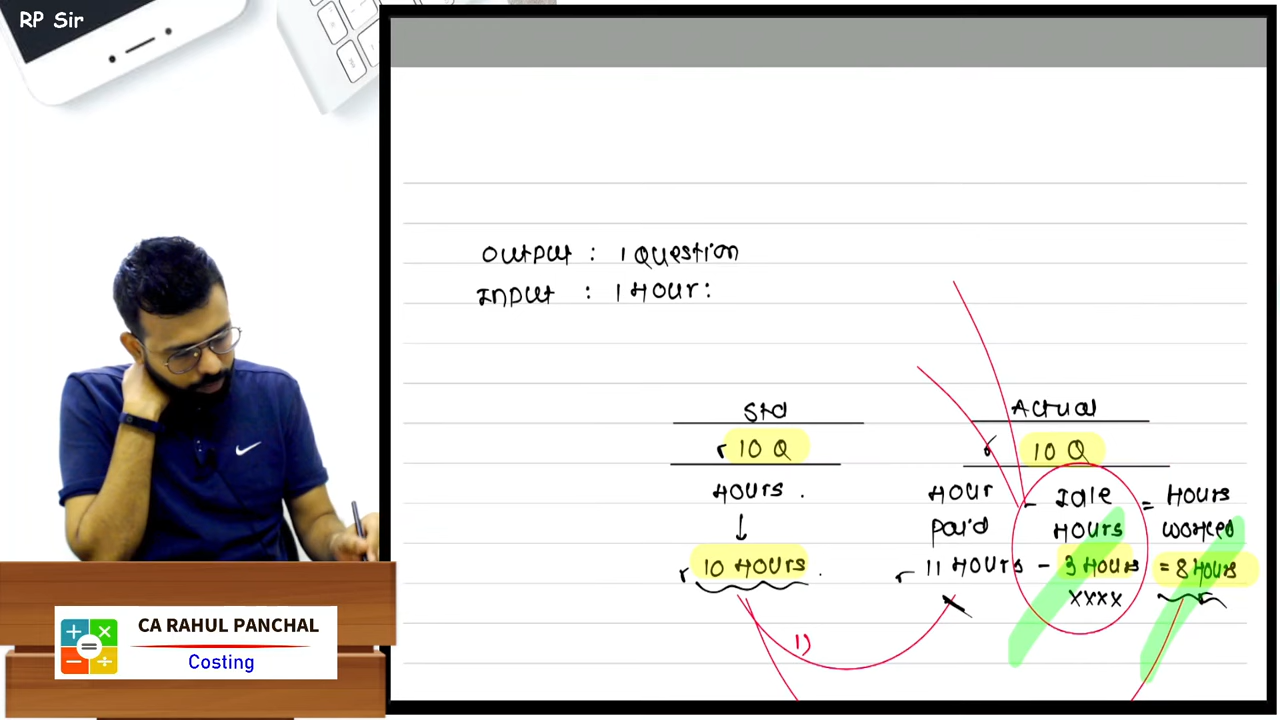 RP Sir
Output : 1 Question
Input : 1 Hour:
Std
Actual
10 Q
10 Q
Hours .
Hour paid - Idle Hours = Hours worked
10 Hours .
11 Hours - 3 Hours = 8 Hours
xxxx
1)
CA RAHUL PANCHAL
Costing